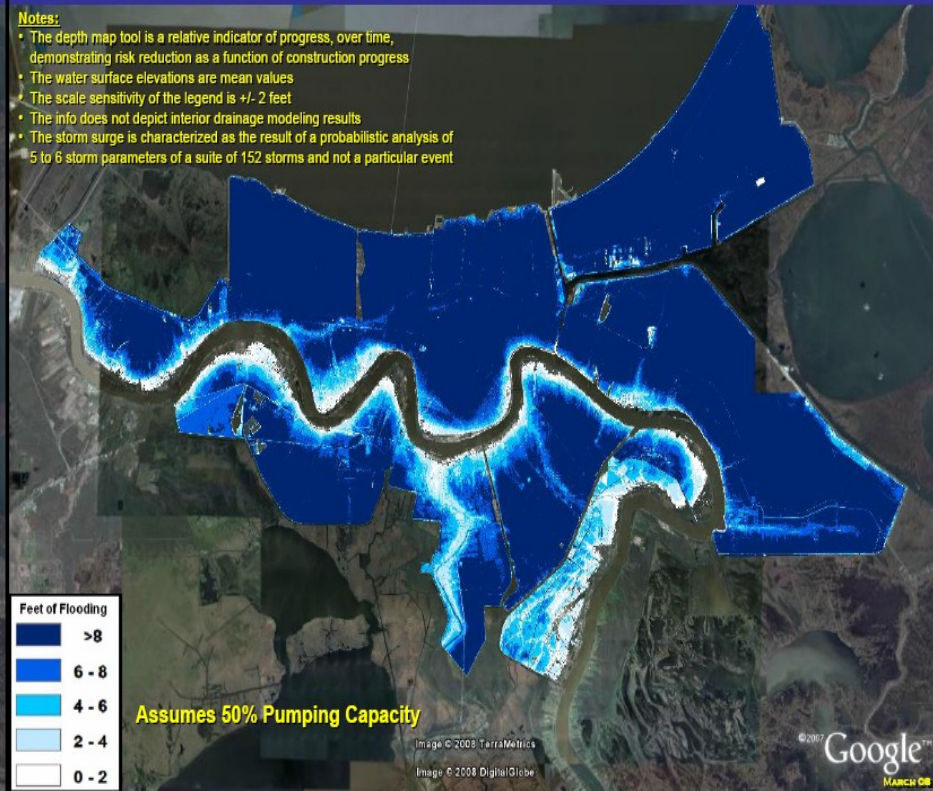 Notes:
• The depth map tool is a relative indicator of progress, over time,
demonstrating risk reduction as a function of construction progress
• The water surface elevations are mean values
• The scale sensitivity of the legend is +/- 2 feet
• The info does not depict interior drainage modeling results
• The storm surge is characterized as the result of a probabilistic analysis of
5 to 6 storm parameters of a suite of 152 storms and not a particular event
Feet of Flooding
>8
6 - 8
4 - 6
2 - 4
0 - 2
Assumes 50% Pumping Capacity
Image © 2008 TerraMetrics
Image © 2008 DigitalGlobe
©2007 Google™
MARCH 08